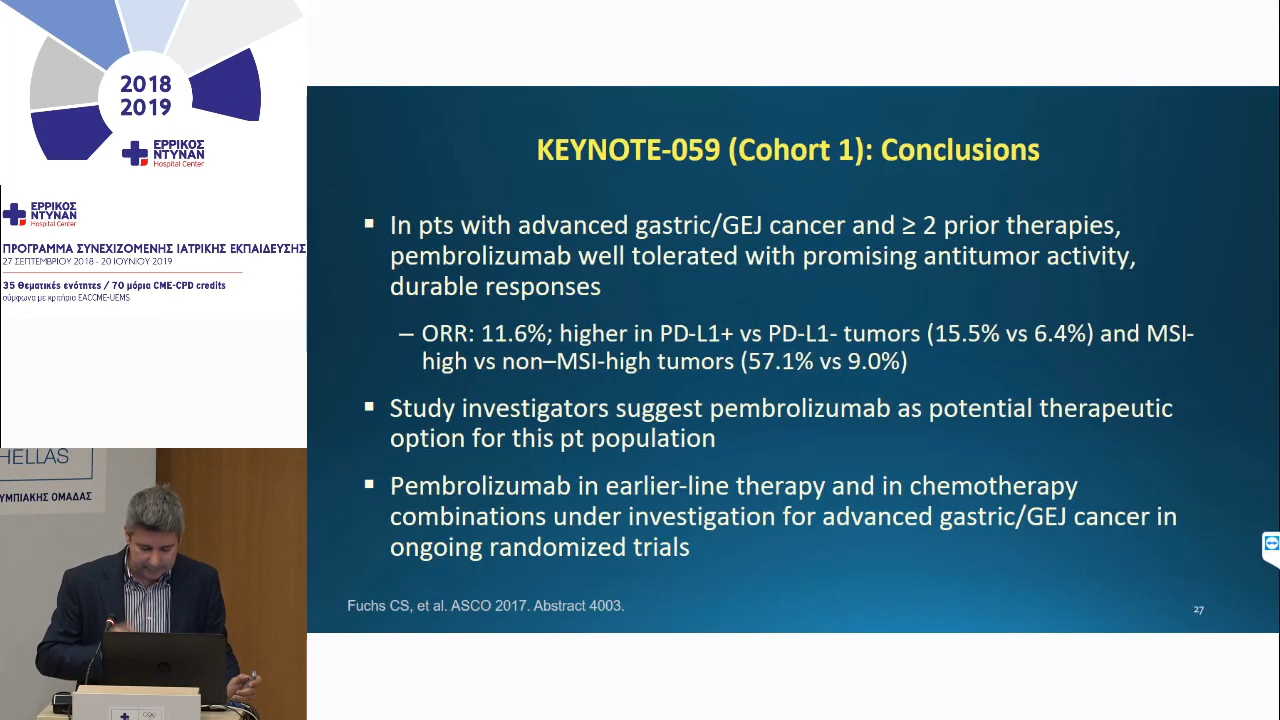 2018
2019
ΕΡΡΙΚΟΣ
ΝΤΥΝΑΝ
Hospital Center
ΕΡΡΙΚΟΣ
ΝΤΥΝΑΝ
Hospital Center
ΠΡΟΓΡΑΜΜΑ ΣΥΝΕΧΙΖΟΜΕΝΗΣ ΙΑΤΡΙΚΗΣ ΕΚΠΑΙΔΕΥΣΗΣ
27 ΣΕΠΤΕΜΒΡΙΟΥ 2018 - 20 ΙΟΥΝΙΟΥ 2019
35 Θεματικές ενότητες / 70 μόρια CME-CPD credits
σύμφωνα με κριτήρια EACCME-UEMS
HELLAS
ΥΜΠΙΑΚΗΣ ΟΜΑΔΑΣ
KEYNOTE-059 (Cohort 1): Conclusions
▪ In pts with advanced gastric/GEJ cancer and ≥ 2 prior therapies,
pembrolizumab well tolerated with promising antitumor activity,
durable responses
– ORR: 11.6%; higher in PD-L1+ vs PD-L1- tumors (15.5% vs 6.4%) and MSI-
high vs non–MSI-high tumors (57.1% vs 9.0%)
▪ Study investigators suggest pembrolizumab as potential therapeutic
option for this pt population
▪ Pembrolizumab in earlier-line therapy and in chemotherapy
combinations under investigation for advanced gastric/GEJ cancer in
ongoing randomized trials
Fuchs CS, et al. ASCO 2017. Abstract 4003.
27